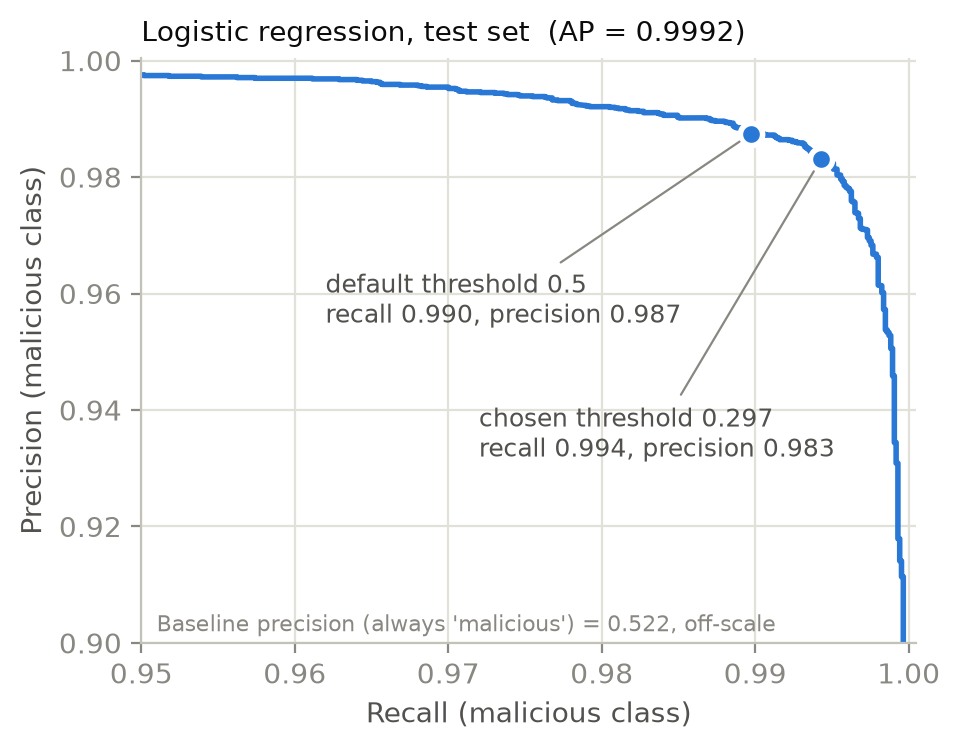 Logistic regression, test set  (AP = 0.9992)
1.00
0.98
0.96
0.94
0.92
0.90
Precision (malicious class)
default threshold 0.5
recall 0.990, precision 0.987
chosen threshold 0.297
recall 0.994, precision 0.983
Baseline precision (always 'malicious') = 0.522, off-scale
0.95 0.96 0.97 0.98 0.99 1.00
Recall (malicious class)